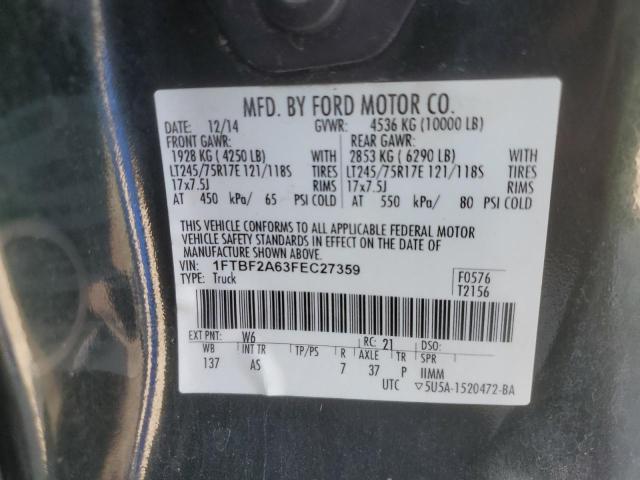 MFD. BY FORD MOTOR CO.
DATE: 12/14 GVWR: 4536 KG (10000 LB)
FRONT GAWR: REAR GAWR:
1928 KG ( 4250 LB) WITH 2853 KG ( 6290 LB) WITH
LT245/75R17E 121/118S TIRES LT245/75R17E 121/118S TIRES
17x7.5J RIMS 17x7.5J RIMS
AT 450 kPa/ 65 PSI COLD AT 550 kPa/ 80 PSI COLD
THIS VEHICLE CONFORMS TO ALL APPLICABLE FEDERAL MOTOR
VEHICLE SAFETY STANDARDS IN EFFECT ON THE DATE OF
MANUFACTURE SHOWN ABOVE.
VIN: 1FTBF2A63FEC27359 F0576
TYPE: Truck T2156
EXT PNT: W6 RC: 21 DSO:
WB INT TR TP/PS R AXLE TR SPR
137 AS 7 37 P IIMM
UTC ▽5U5A-1520472-BA